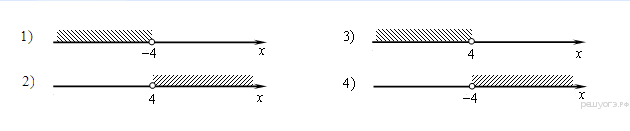 1) −4 x
2) 4 x
3) 4 x
4) −4 x
решуогэ.рф